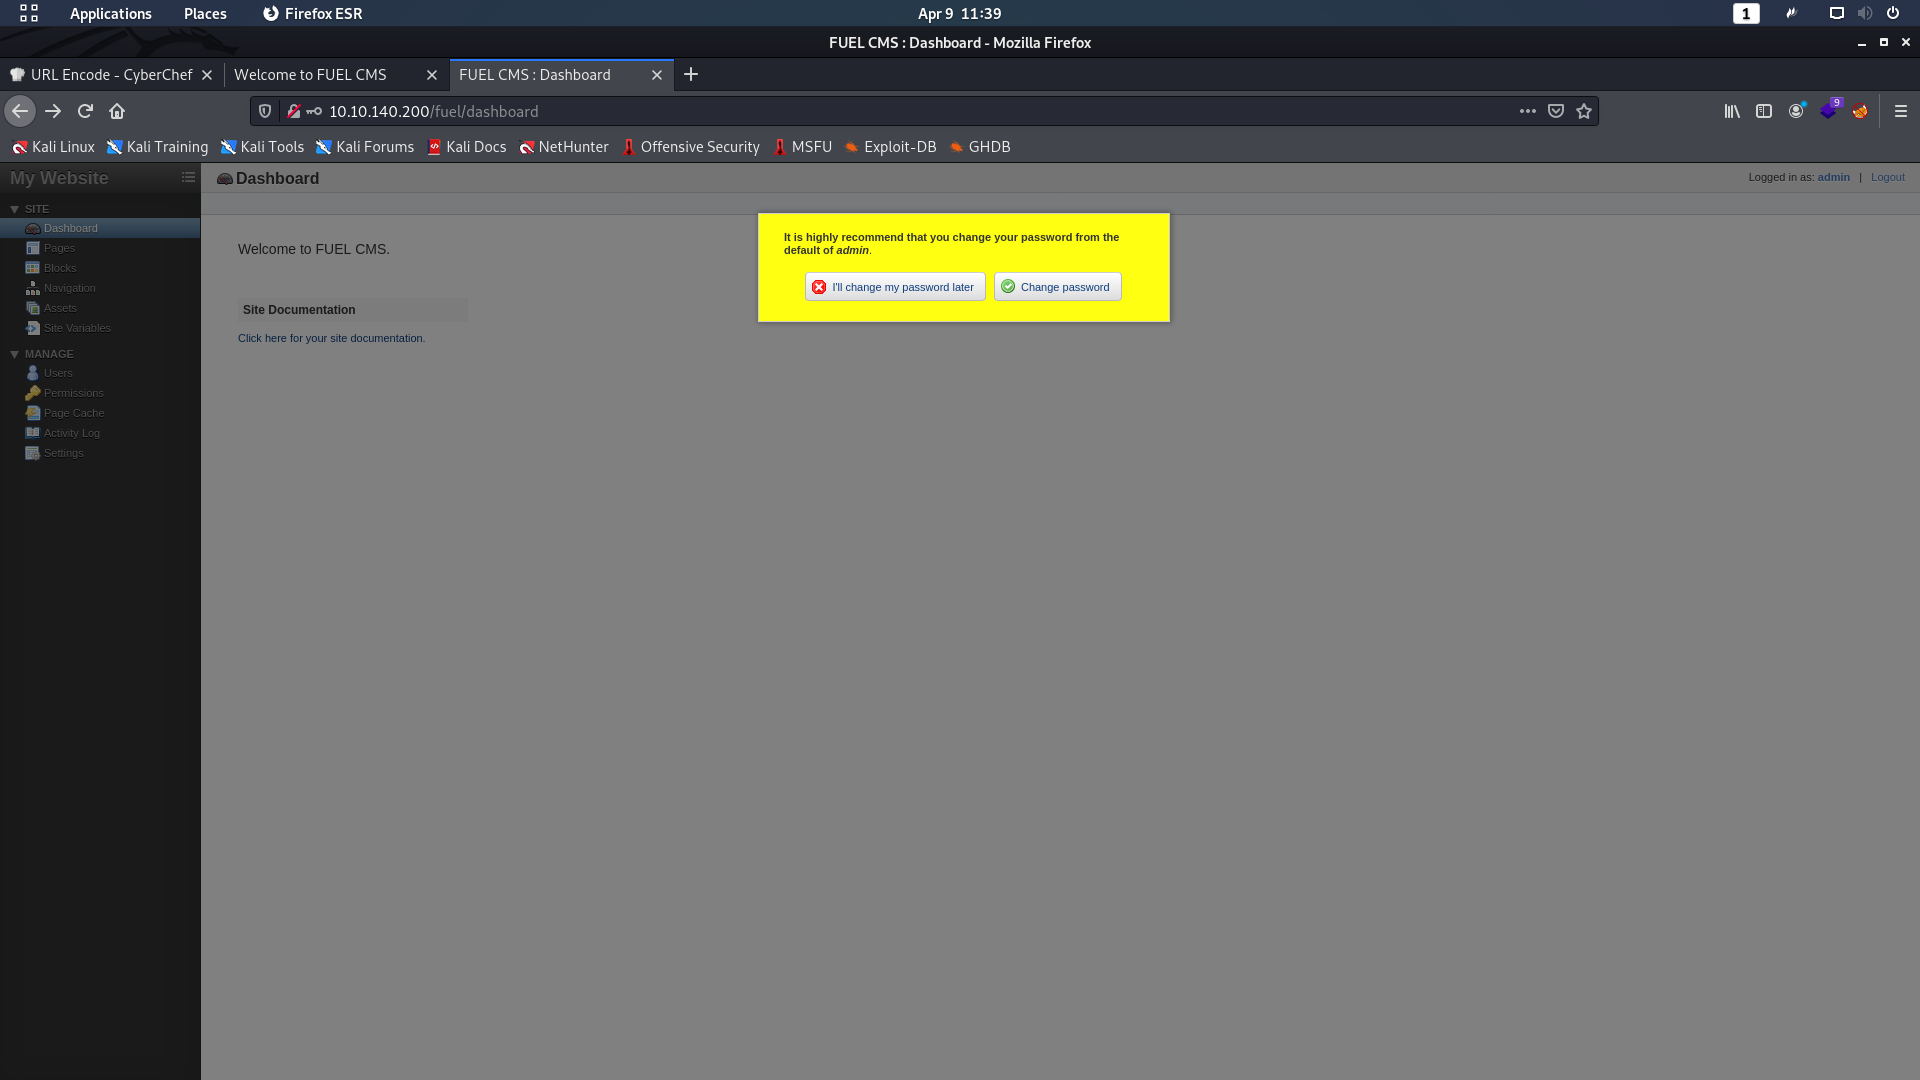 Applications Places Firefox ESR Apr 9 11:39 1
FUEL CMS : Dashboard - Mozilla Firefox
URL Encode - CyberChef Welcome to FUEL CMS FUEL CMS : Dashboard
10.10.140.200/fuel/dashboard 9
Kali Linux Kali Training Kali Tools Kali Forums Kali Docs NetHunter Offensive Security MSFU Exploit-DB GHDB
My Website Dashboard Logged in as: admin | Logout
SITE
Dashboard
Pages
Blocks
Navigation
Assets
Site Variables
MANAGE
Users
Permissions
Page Cache
Activity Log
Settings
Welcome to FUEL CMS.
Site Documentation
Click here for your site documentation.
It is highly recommend that you change your password from the
default of admin.
I'll change my password later Change password